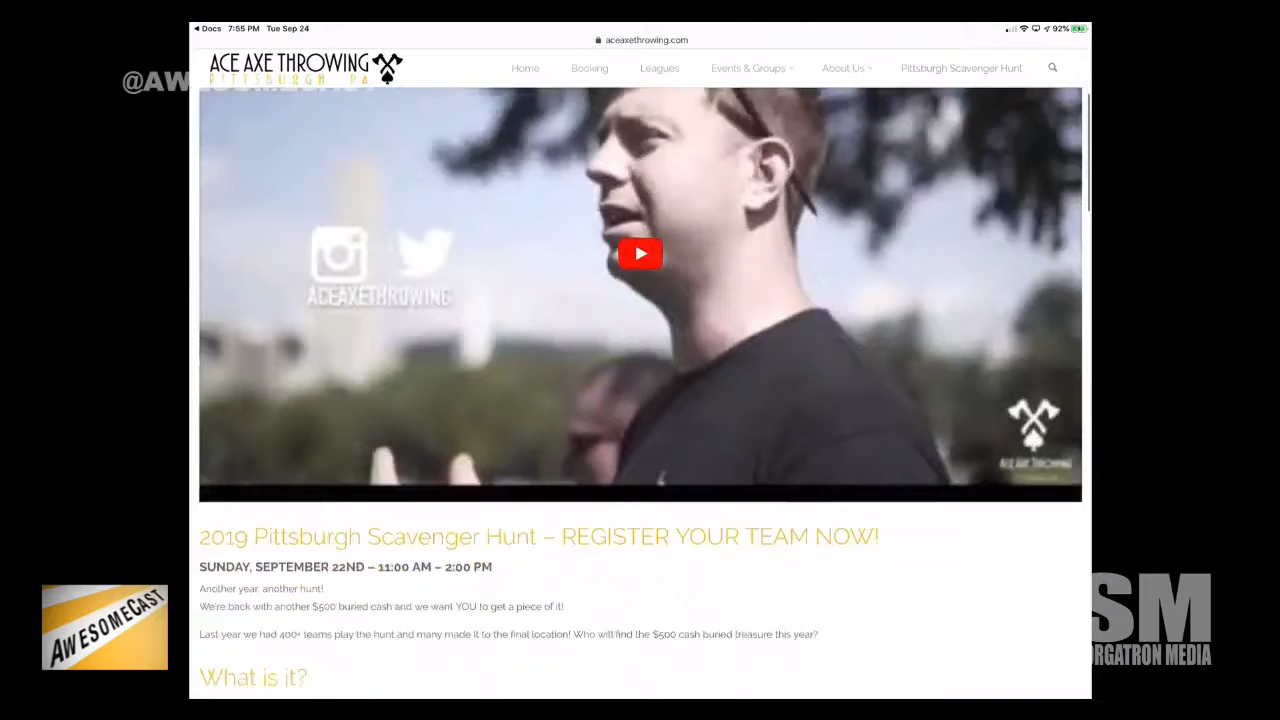 Docs 7:55 PM Tue Sep 24
92%
aceaxethrowing.com
ACE AXE THROWING
PITTSBURGH PA
Home Booking Leagues Events & Groups About Us Pittsburgh Scavenger Hunt
@AWESOMECAST
ACEAXETHROWING
ACE AXE THROWING
2019 Pittsburgh Scavenger Hunt – REGISTER YOUR TEAM NOW!
SUNDAY, SEPTEMBER 22ND – 11:00 AM – 2:00 PM
Another year, another hunt!
We're back with another $500 buried cash and we want YOU to get a piece of it!
Last year we had 400+ teams play the hunt and many made it to the final location! Who will find the $500 cash buried treasure this year?
What is it?
AWESOMECAST
SM
ORGATRON MEDIA